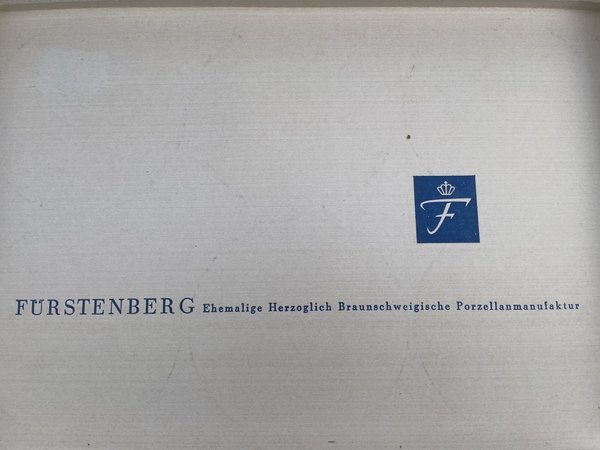 F
FÜRSTENBERG Ehemalige Herzoglich Braunschweigische Porzellanmanufaktur